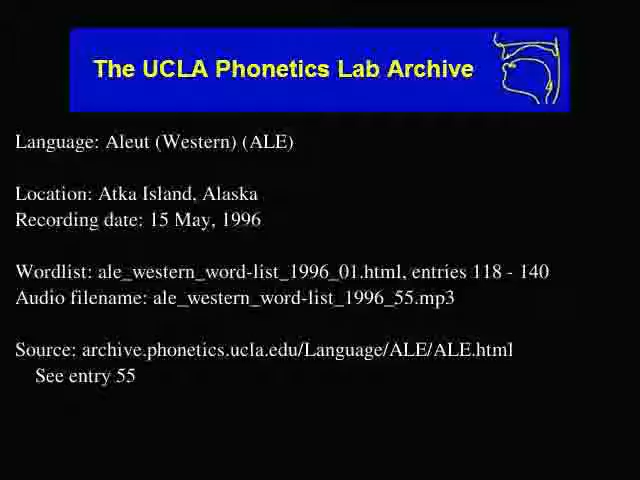 The UCLA Phonetics Lab Archive
Language: Aleut (Western) (ALE)
Location: Atka Island, Alaska
Recording date: 15 May, 1996
Wordlist: ale_western_word-list_1996_01.html, entries 118 - 140
Audio filename: ale_western_word-list_1996_55.mp3
Source: archive.phonetics.ucla.edu/Language/ALE/ALE.html
See entry 55